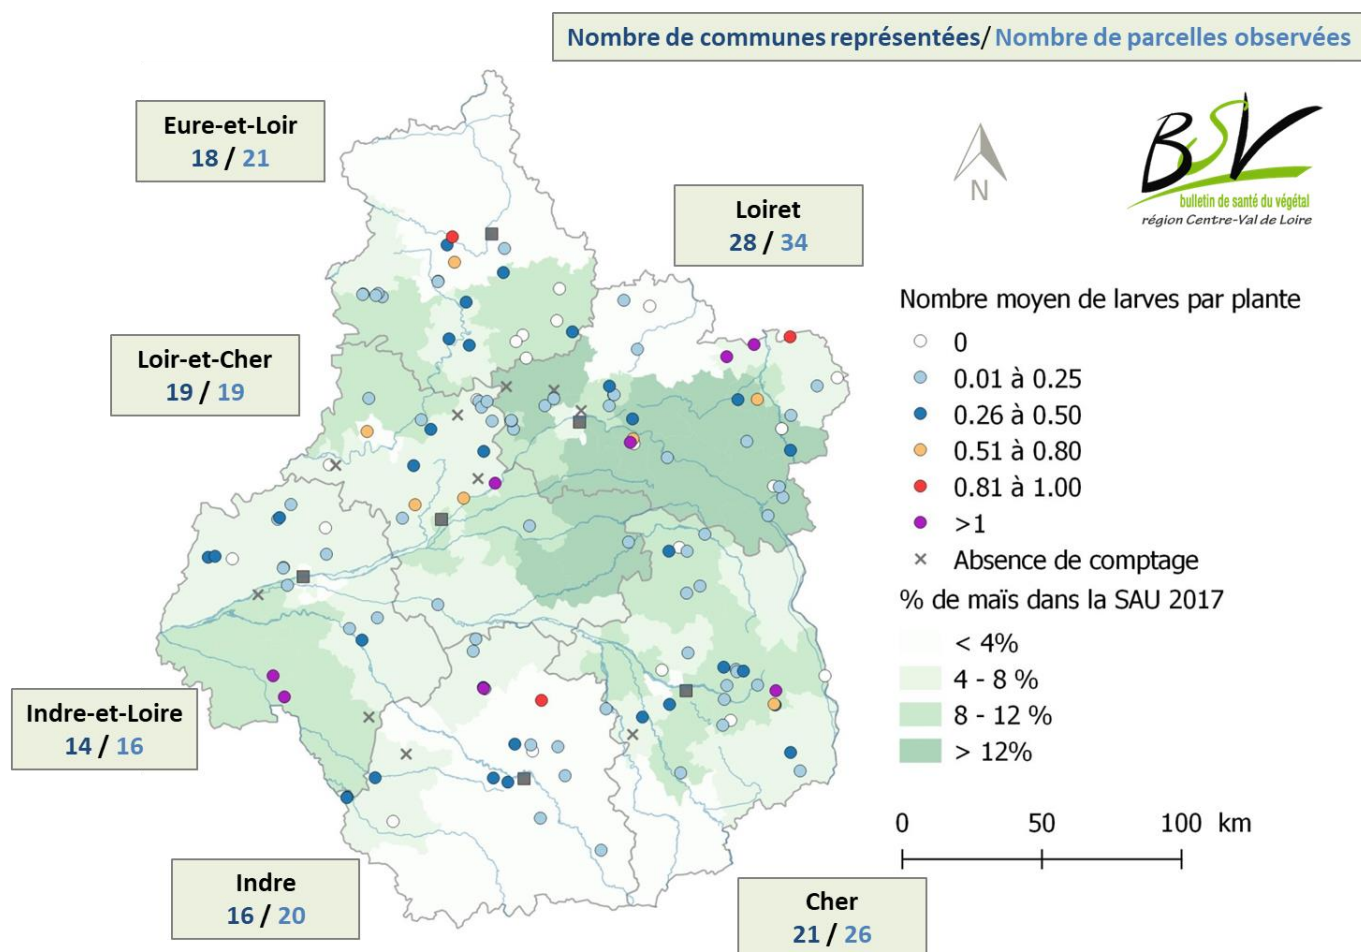 Nombre de communes représentées/ Nombre de parcelles observées
Eure-et-Loir
18 / 21
N
BSV
bulletin de santé du végétal
région Centre-Val de Loire
Loiret
28 / 34
Nombre moyen de larves par plante
0
0.01 à 0.25
0.26 à 0.50
0.51 à 0.80
0.81 à 1.00
>1
Absence de comptage
% de maïs dans la SAU 2017
< 4%
4 - 8 %
8 - 12 %
> 12%
0 50 100 km
Loir-et-Cher
19 / 19
Indre-et-Loire
14 / 16
Indre
16 / 20
Cher
21 / 26